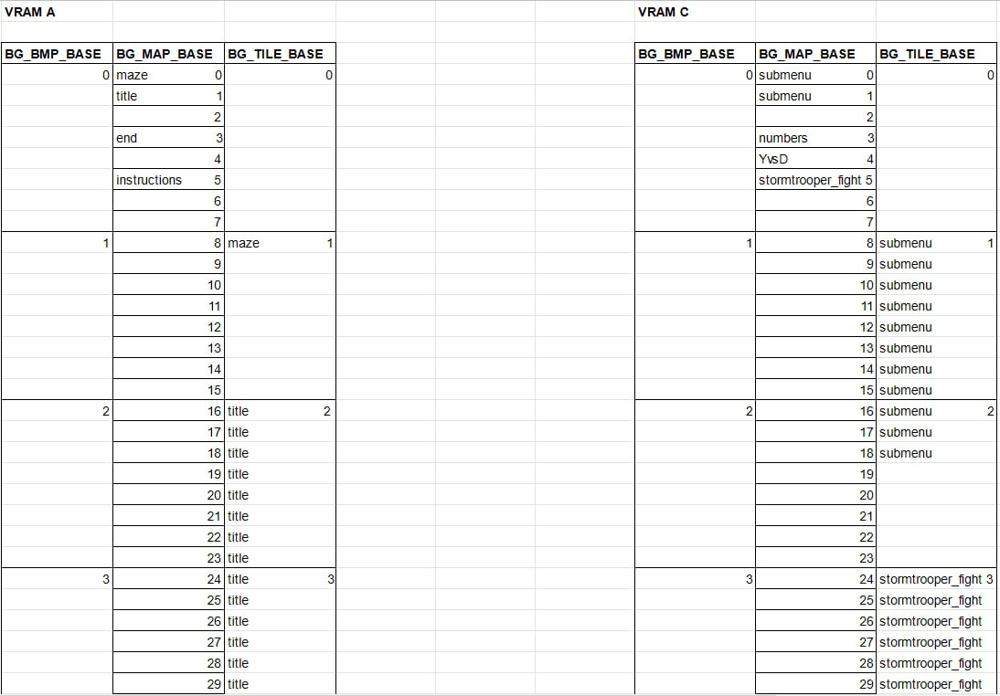 VRAM A VRAM C
BG_BMP_BASE BG_MAP_BASE BG_TILE_BASE BG_BMP_BASE BG_MAP_BASE BG_TILE_BASE
0 maze 0 0 0 submenu 0 0
title 1 submenu 1
2 2
end 3 numbers 3
4 YvsD 4
instructions 5 stormtrooper_fight 5
6 6
7 7
1 8 maze 1 1 8 submenu 1
9 9 submenu
10 10 submenu
11 11 submenu
12 12 submenu
13 13 submenu
14 14 submenu
15 15 submenu
2 16 title 2 2 16 submenu 2
17 title 17 submenu
18 title 18 submenu
19 title 19
20 title 20
21 title 21
22 title 22
23 title 23
3 24 title 3 3 24 stormtrooper_fight 3
25 title 25 stormtrooper_fight
26 title 26 stormtrooper_fight
27 title 27 stormtrooper_fight
28 title 28 stormtrooper_fight
29 title 29 stormtrooper_fight